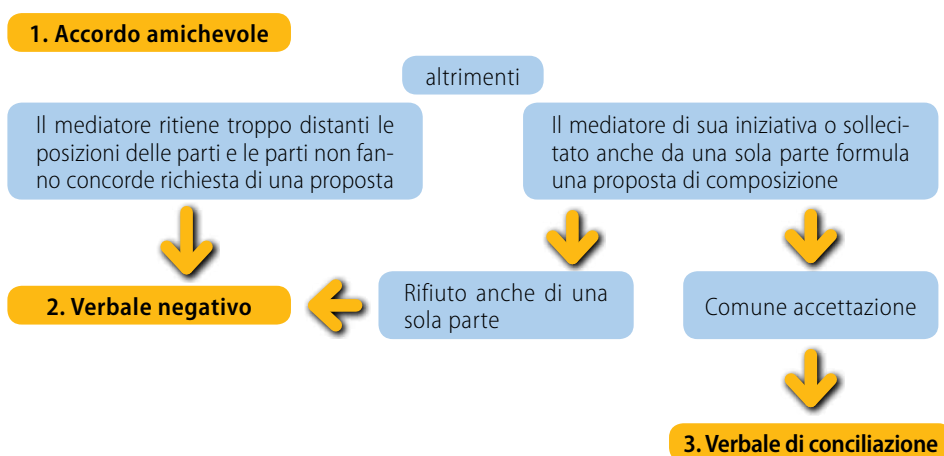 1. Accordo amichevole
altrimenti
Il mediatore ritiene troppo distanti le
posizioni delle parti e le parti non fan-
no concorde richiesta di una proposta
Il mediatore di sua iniziativa o solleci-
tato anche da una sola parte formula
una proposta di composizione
2. Verbale negativo
Rifiuto anche di una
sola parte
Comune accettazione
3. Verbale di conciliazione